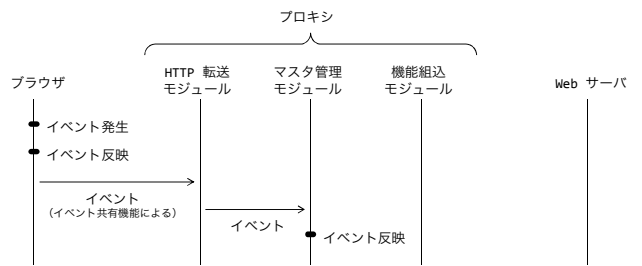 プロキシ
ブラウザ
HTTP 転送
モジュール
マスタ管理
モジュール
機能組込
モジュール
Web サーバ
イベント発生
イベント反映
イベント
(イベント共有機能による)
イベント
イベント反映